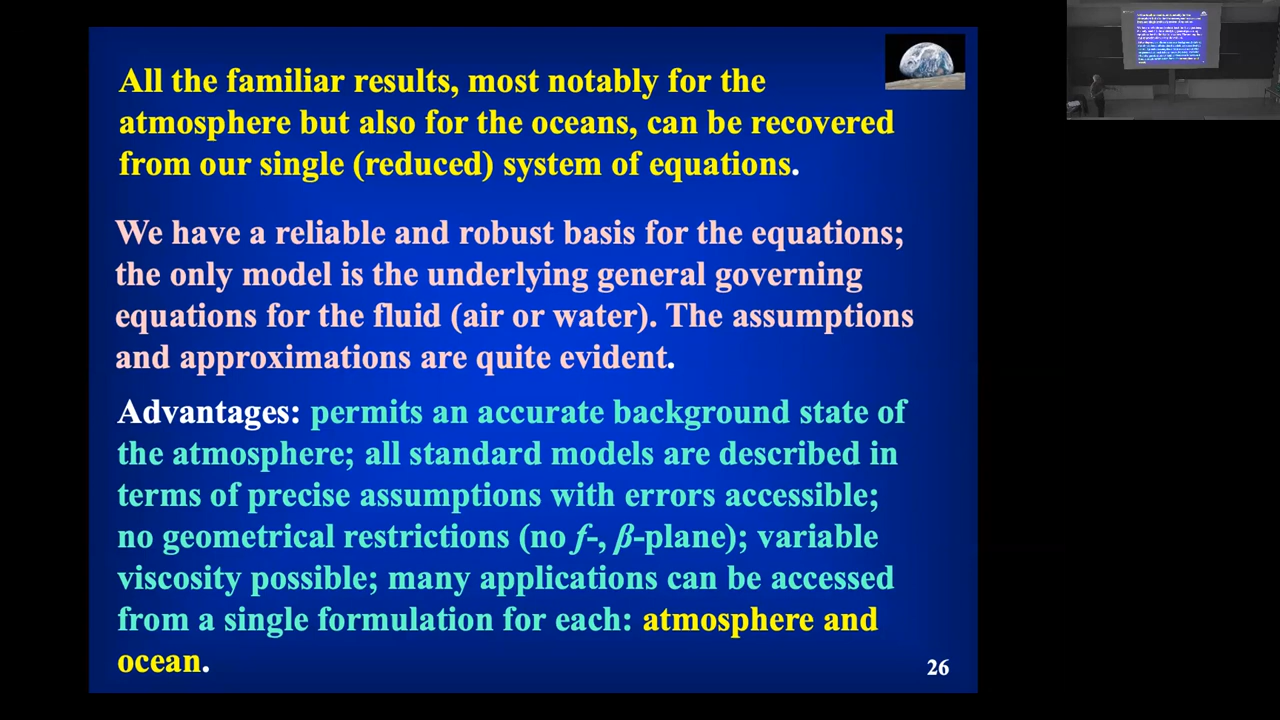 All the familiar results, most notably for the
atmosphere but also for the oceans, can be recovered
from our single (reduced) system of equations.
We have a reliable and robust basis for the equations;
the only model is the underlying general governing
equations for the fluid (air or water). The assumptions
and approximations are quite evident.
Advantages: permits an accurate background state of
the atmosphere; all standard models are described in
terms of precise assumptions with errors accessible;
no geometrical restrictions (no f-, β-plane); variable
viscosity possible; many applications can be accessed
from a single formulation for each: atmosphere and
ocean.
26